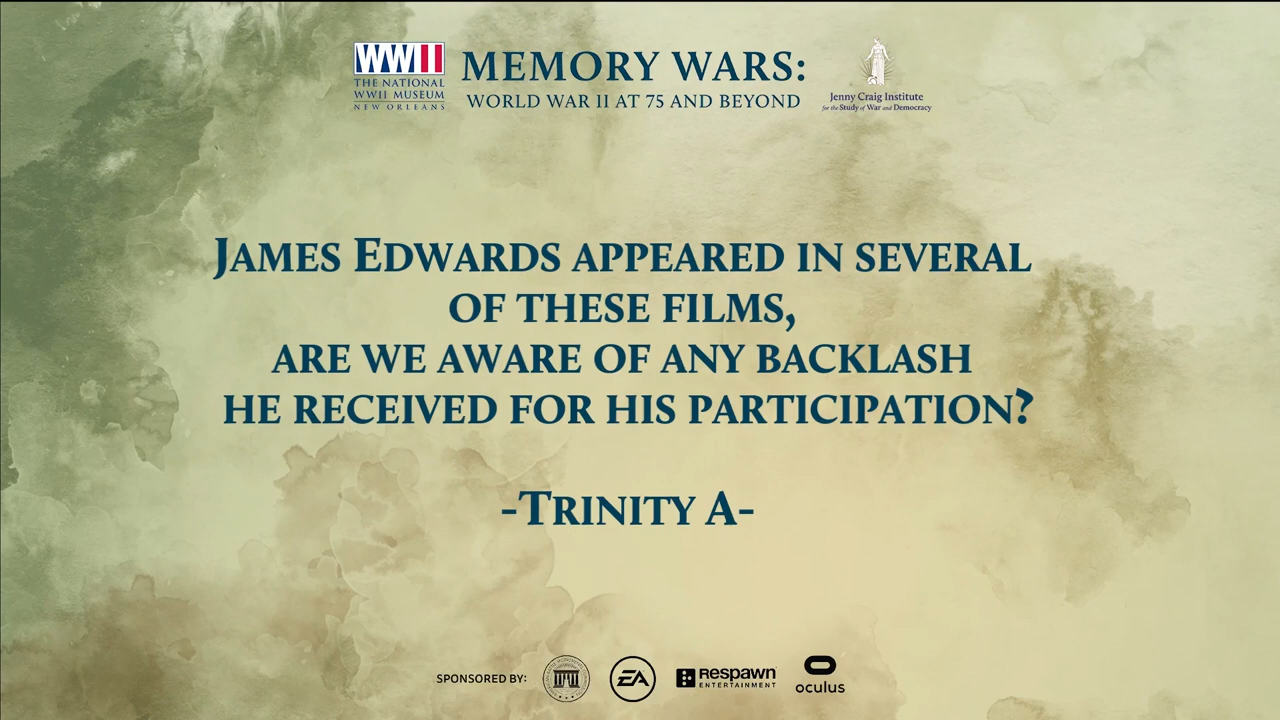 WWII
THE NATIONAL
WWII MUSEUM
NEW ORLEANS
MEMORY WARS:
WORLD WAR II AT 75 AND BEYOND
Jenny Craig Institute
for the Study of War and Democracy
JAMES EDWARDS APPEARED IN SEVERAL
OF THESE FILMS,
ARE WE AWARE OF ANY BACKLASH
HE RECEIVED FOR HIS PARTICIPATION?
-TRINITY A-
SPONSORED BY:
EA
RESPAWN
ENTERTAINMENT
oculus